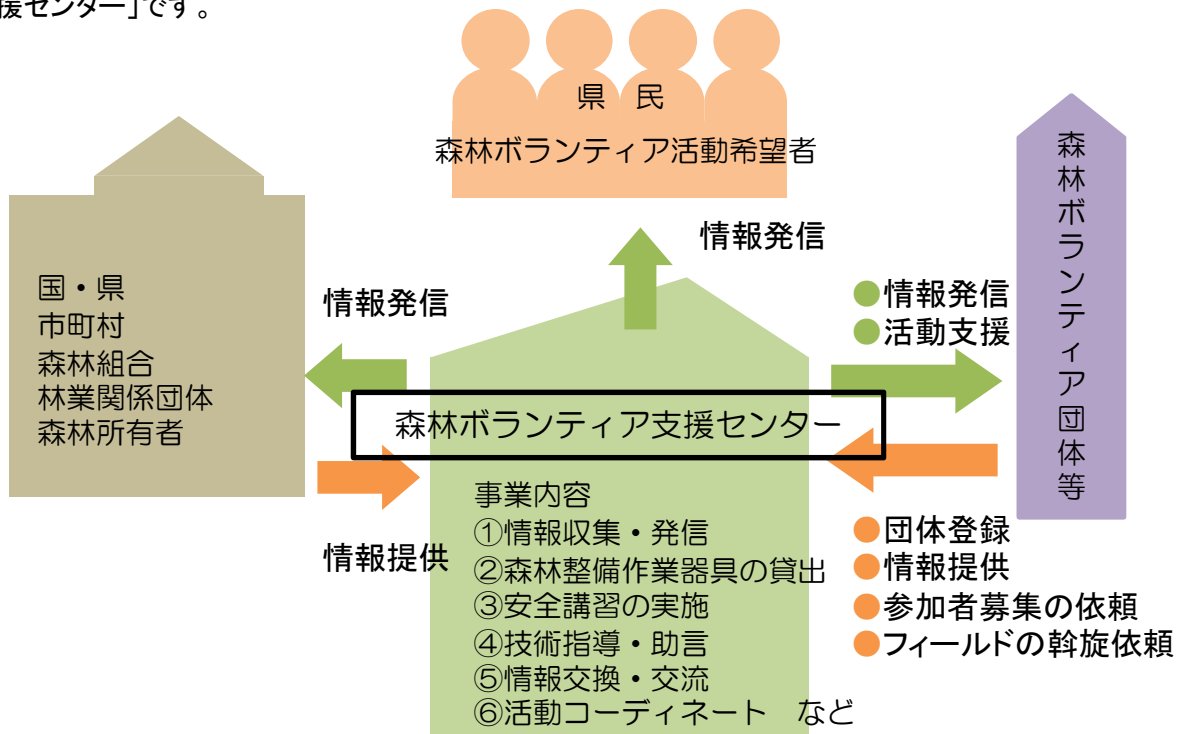 援センター」です。
県　民
森林ボランティア活動希望者
情報発信
国・県
市町村
森林組合
林業関係団体
森林所有者
情報発信
情報提供
森林ボランティア支援センター
事業内容
①情報収集・発信
②森林整備作業器具の貸出
③安全講習の実施
④技術指導・助言
⑤情報交換・交流
⑥活動コーディネート　など
●情報発信
●活動支援
●団体登録
●情報提供
●参加者募集の依頼
●フィールドの斡旋依頼
森林ボランティア団体等